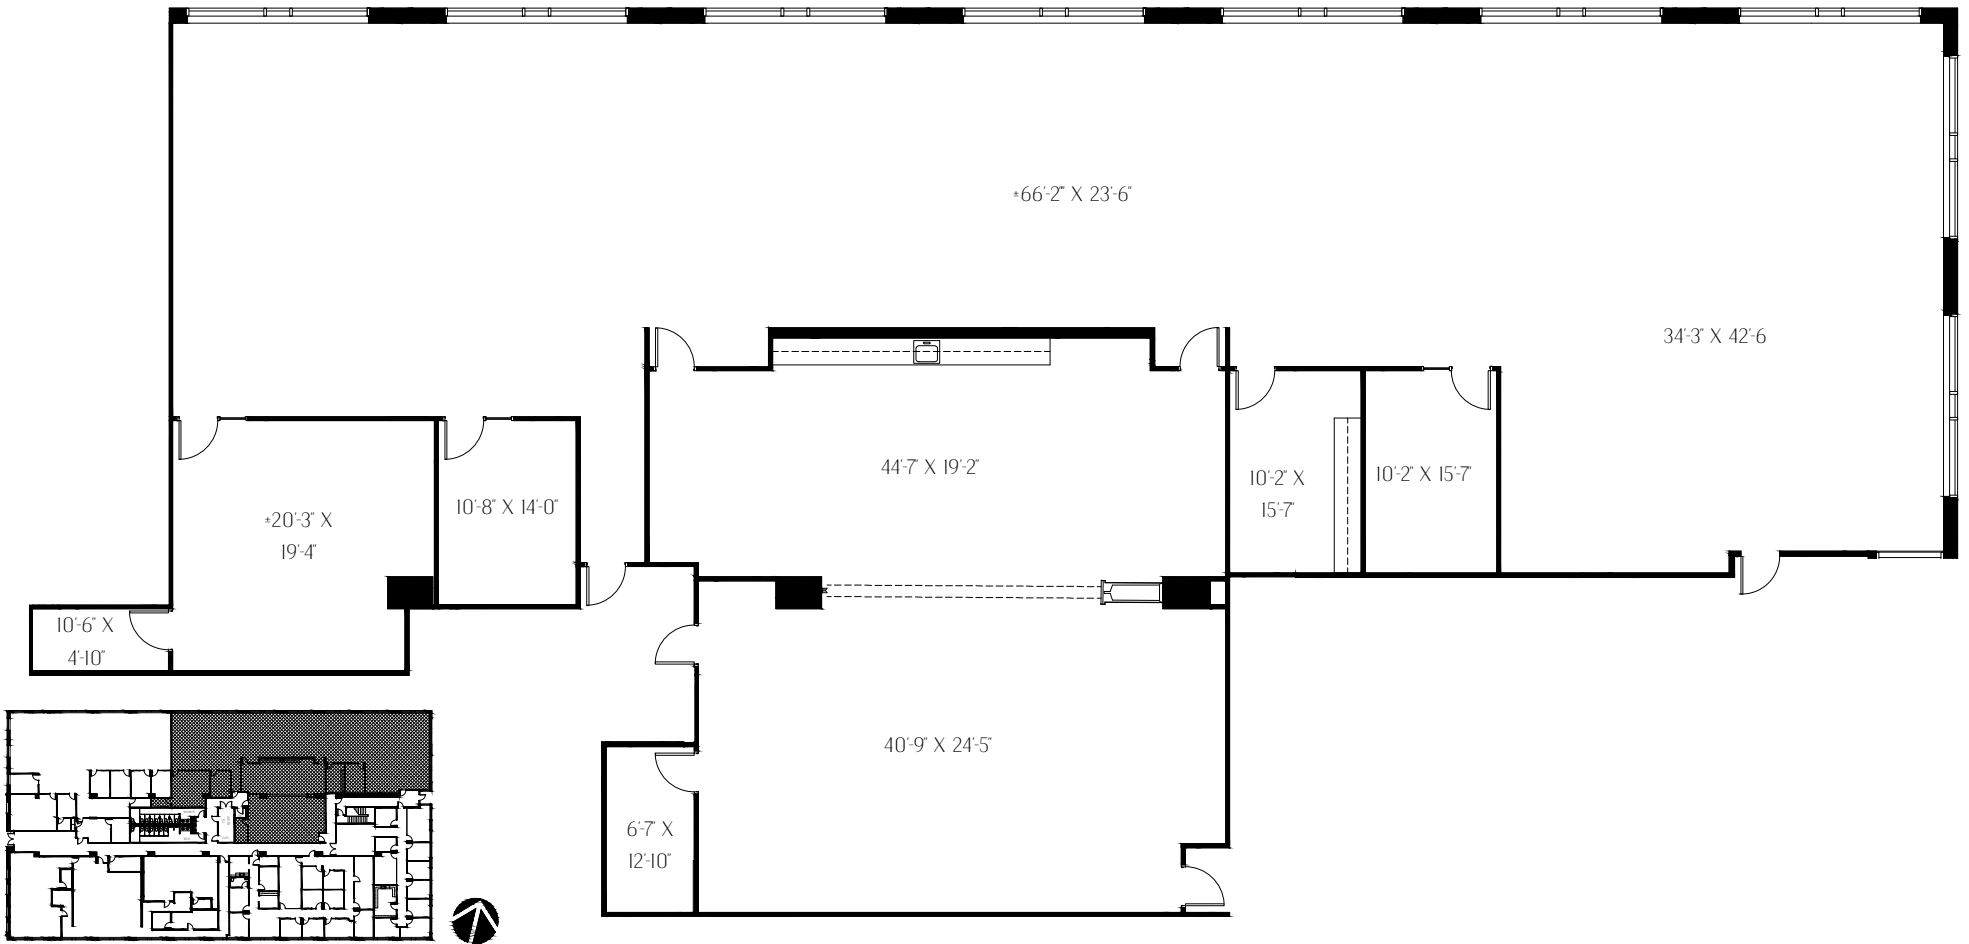 ±66'-2" X 23'-6"
34'-3" X 42'-6
44'-7" X 19'-2"
10'-2" X
15'-7"
10'-2" X 15'-7"
10'-8" X 14'-0"
±20'-3" X
19'-4"
10'-6" X
4'-10"
40'-9" X 24'-5"
6'-7" X
12'-10"